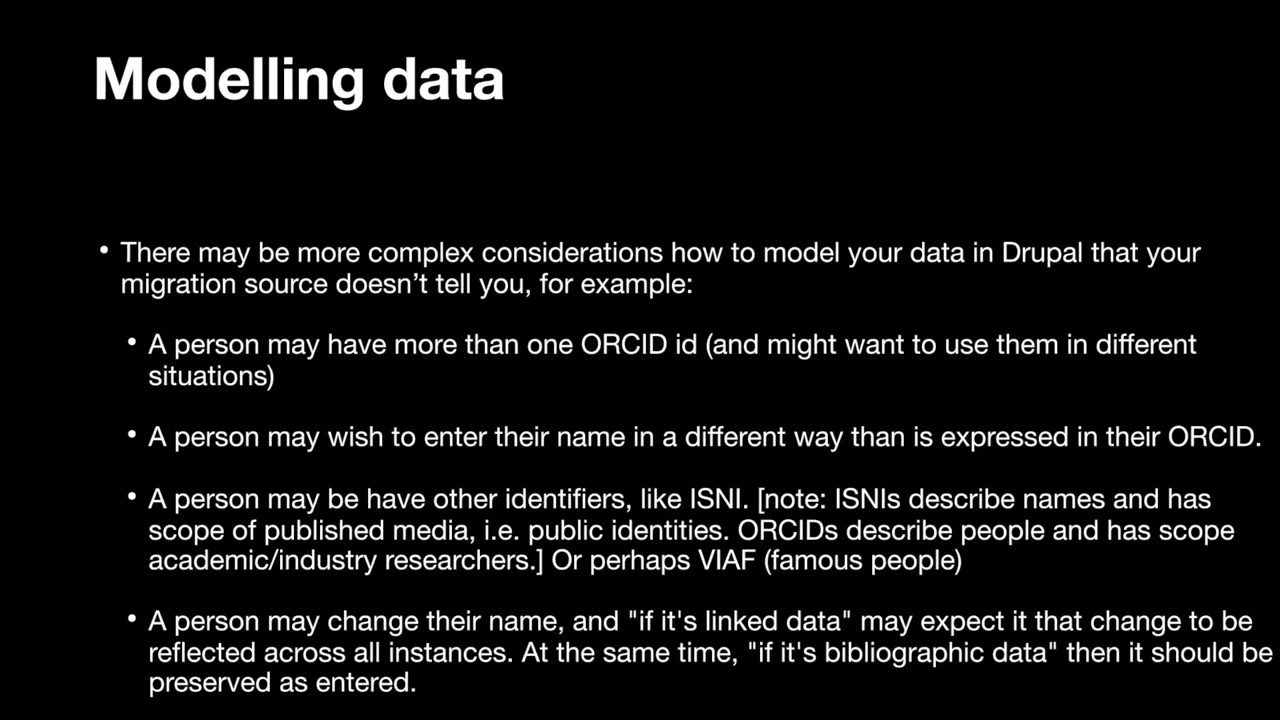 Modelling data
• There may be more complex considerations how to model your data in Drupal that your
migration source doesn’t tell you, for example:
• A person may have more than one ORCID id (and might want to use them in different
situations)
• A person may wish to enter their name in a different way than is expressed in their ORCID.
• A person may be have other identifiers, like ISNI. [note: ISNIs describe names and has
scope of published media, i.e. public identities. ORCIDs describe people and has scope
academic/industry researchers.] Or perhaps VIAF (famous people)
• A person may change their name, and "if it's linked data" may expect it that change to be
reflected across all instances. At the same time, "if it's bibliographic data" then it should be
preserved as entered.